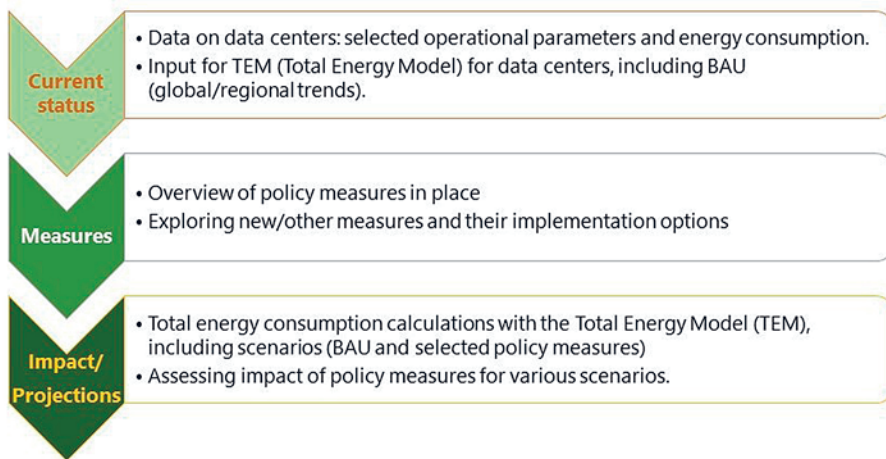 Current
status
• Data on data centers: selected operational parameters and energy consumption.
• Input for TEM (Total Energy Model) for data centers, including BAU
(global/regional trends).
Measures
• Overview of policy measures in place
• Exploring new/other measures and their implementation options
Impact/
Projections
• Total energy consumption calculations with the Total Energy Model (TEM),
including scenarios (BAU and selected policy measures)
• Assessing impact of policy measures for various scenarios.